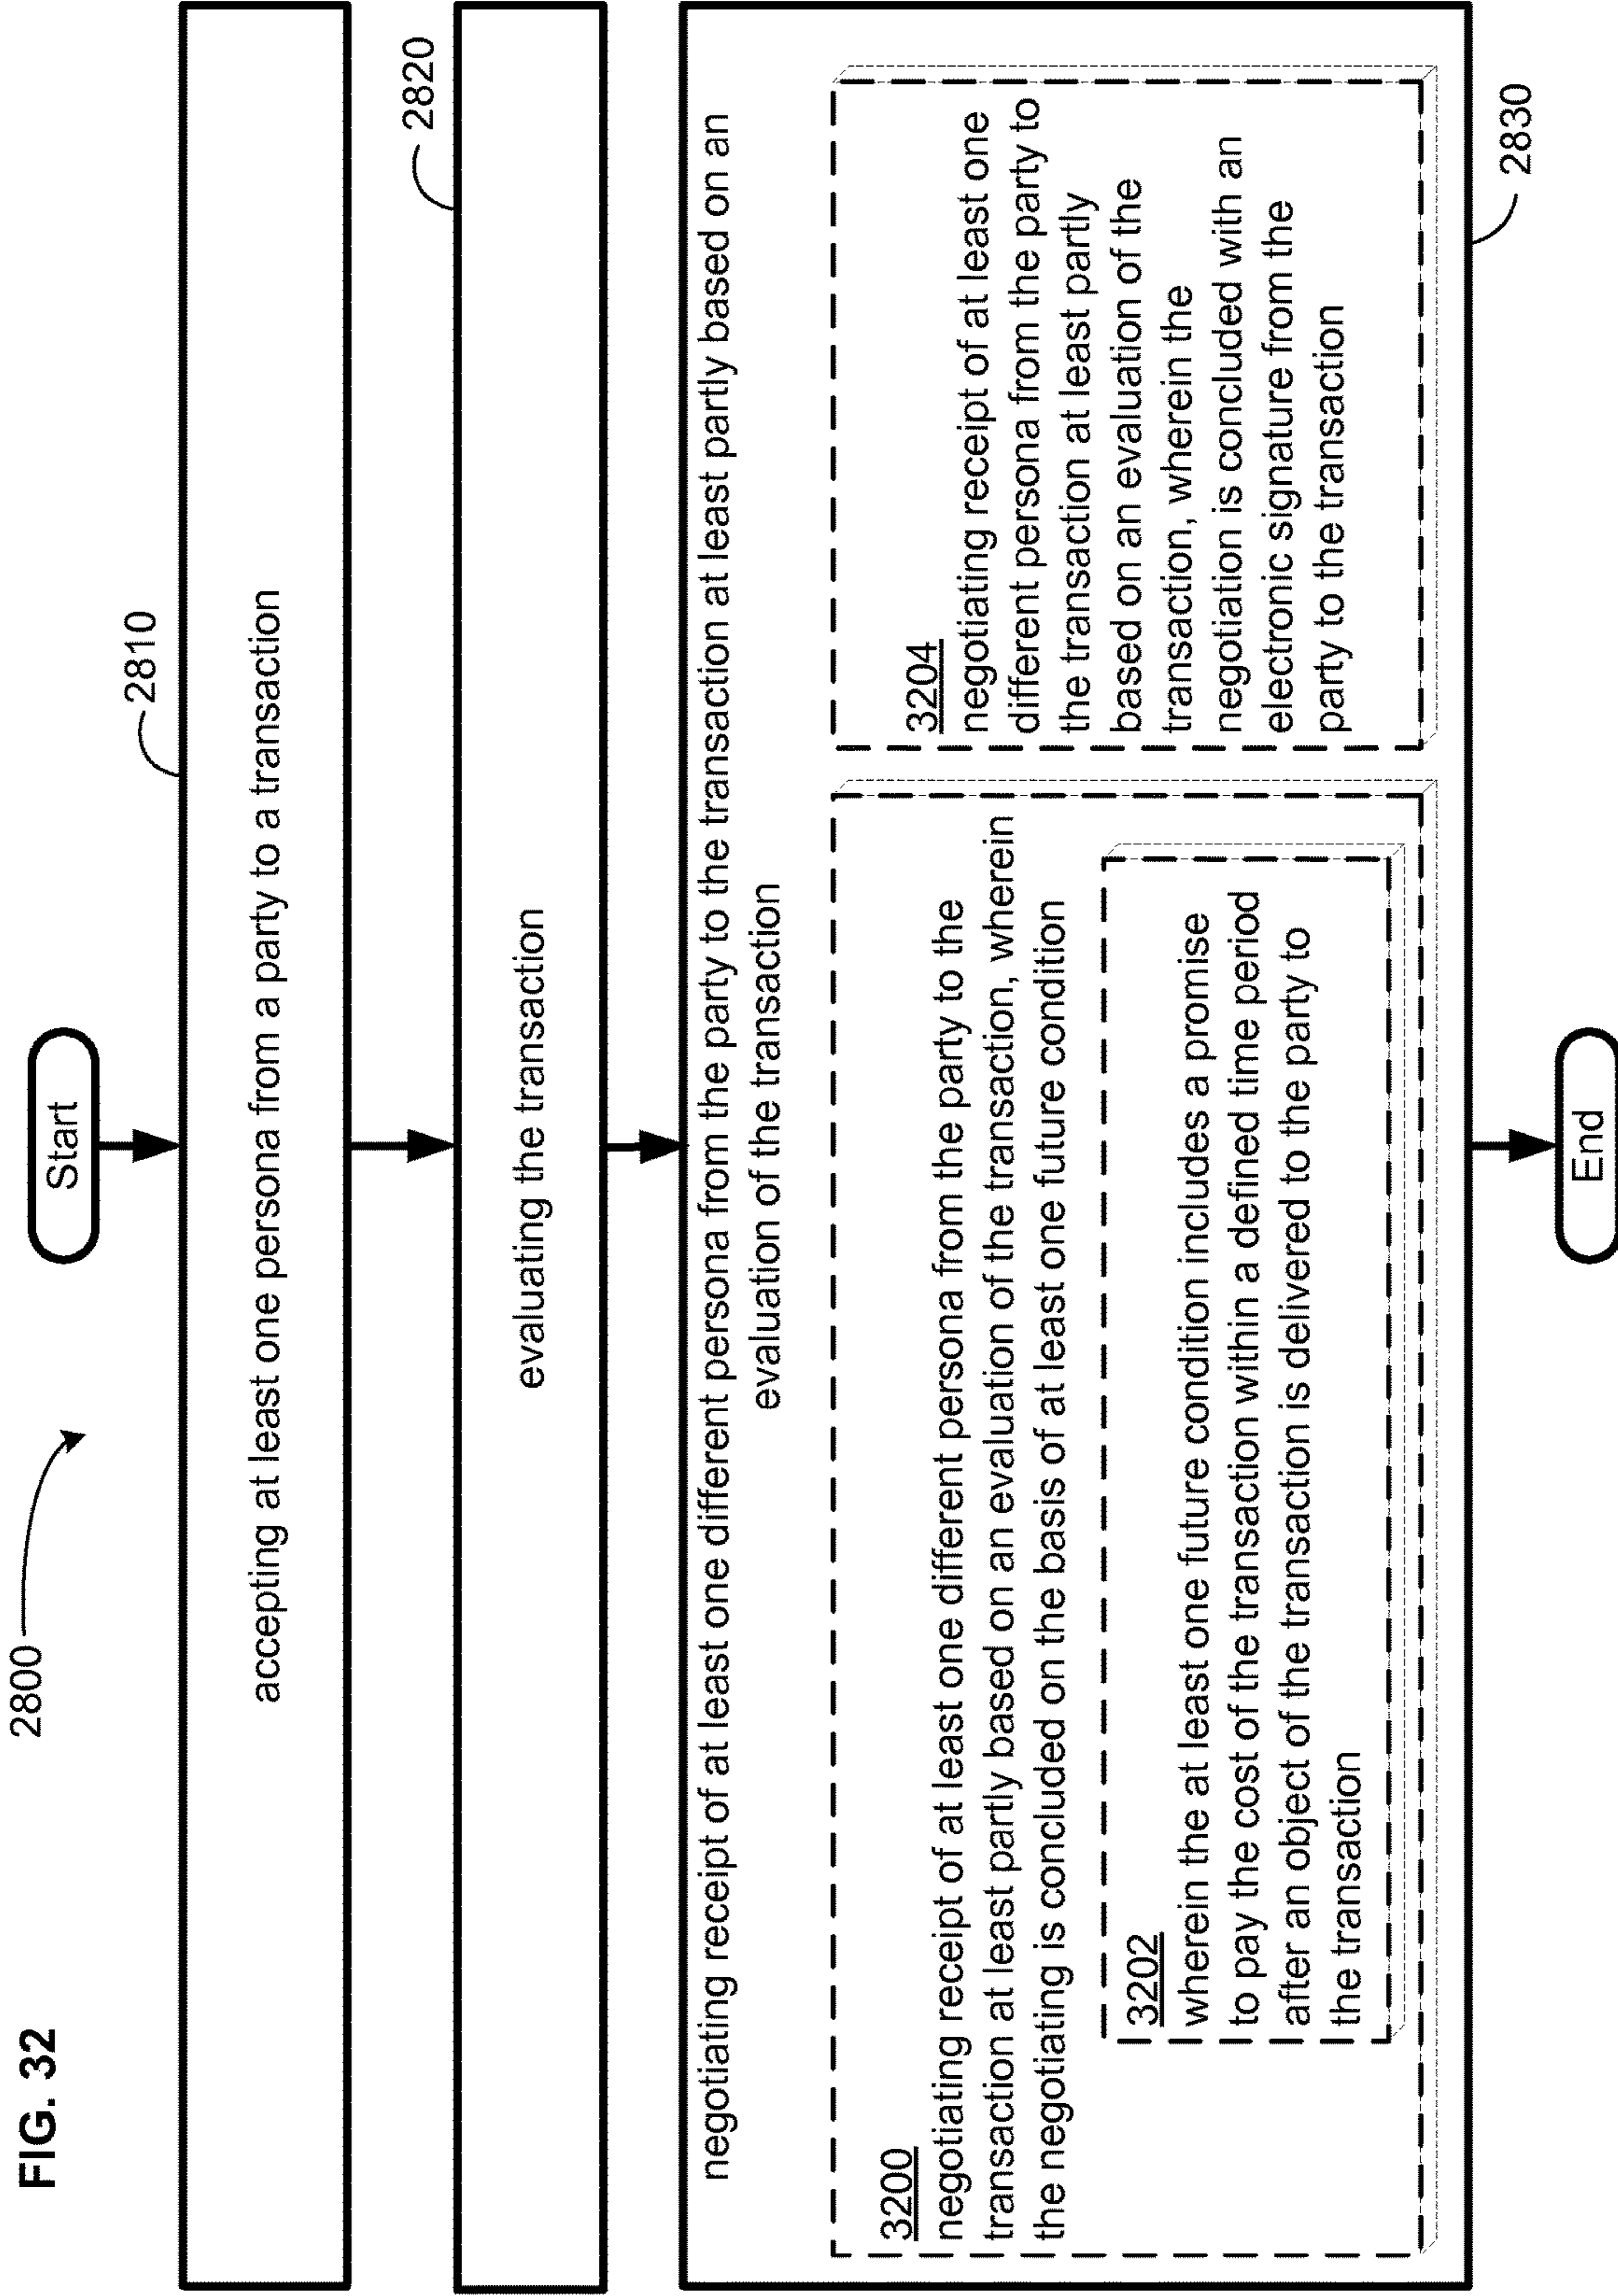 FIG. 32
2800
Start
2810
accepting at least one persona from a party to a transaction
2820
evaluating the transaction
negotiating receipt of at least one different persona from the party to the transaction at least partly based on an
evaluation of the transaction
3200
negotiating receipt of at least one different persona from the party to the
transaction at least partly based on an evaluation of the transaction, wherein
the negotiating is concluded on the basis of at least one future condition
3202
wherein the at least one future condition includes a promise
to pay the cost of the transaction within a defined time period
after an object of the transaction is delivered to the party to
the transaction
3204
negotiating receipt of at least one
different persona from the party to
the transaction at least partly
based on an evaluation of the
transaction, wherein the
negotiation is concluded with an
electronic signature from the
party to the transaction
2830
End